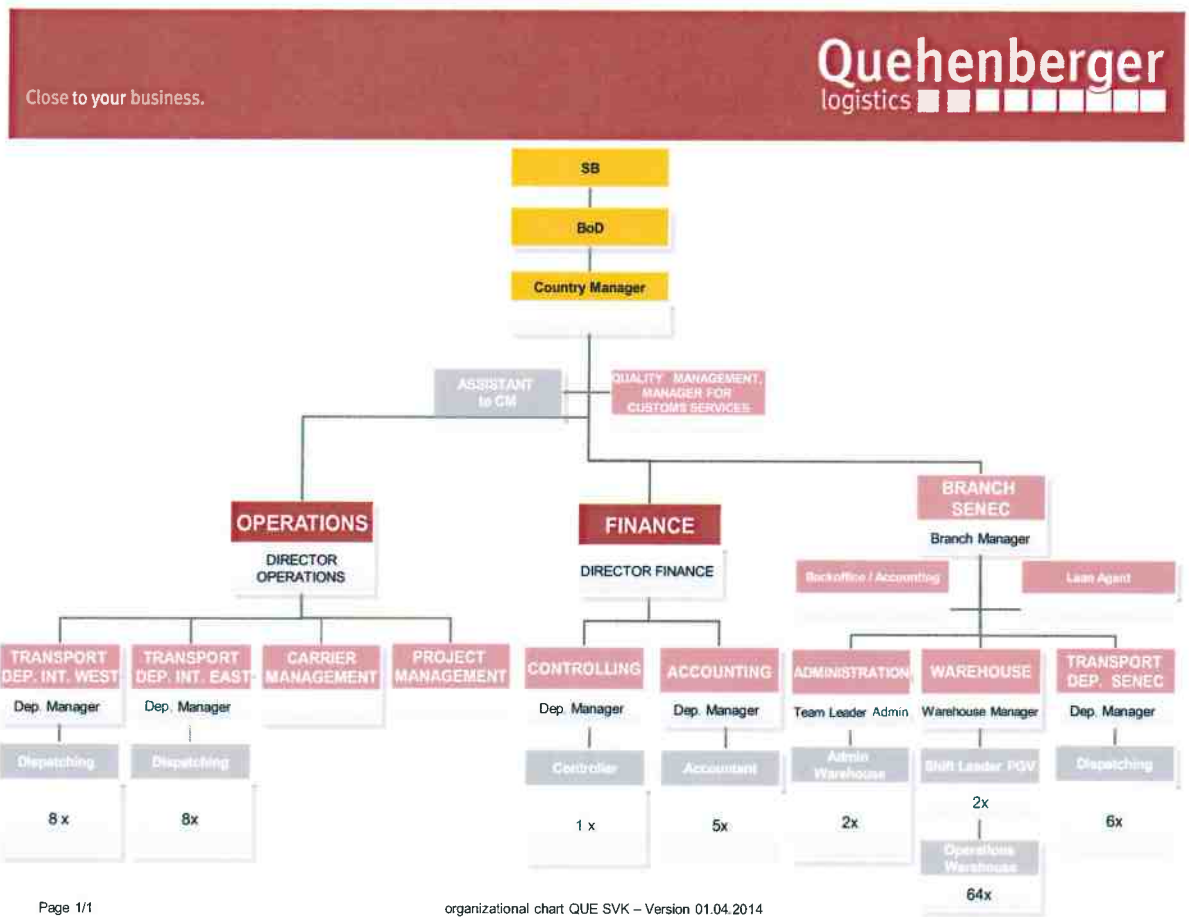 Close to your business.
Quehenberger
logistics
SB
BoD
Country Manager
ASSISTANT
to CM
QUALITY MANAGEMENT,
MANAGER FOR
CUSTOMS SERVICES
OPERATIONS
DIRECTOR
OPERATIONS
FINANCE
DIRECTOR FINANCE
BRANCH
SENEC
Branch Manager
Backoffice / Accounting
Lean Agent
TRANSPORT
DEP. INT. WEST
Dep. Manager
Dispatching
8 x
TRANSPORT
DEP. INT. EAST
Dep. Manager
Dispatching
8x
CARRIER
MANAGEMENT
PROJECT
MANAGEMENT
CONTROLLING
Dep. Manager
Controller
1 x
ACCOUNTING
Dep. Manager
Accountant
5x
ADMINISTRATION
Team Leader Admin
Admin
Warehouse
2x
WAREHOUSE
Warehouse Manager
Shift Leader PGV
2x
Operations
Warehouse
64x
TRANSPORT
DEP. SENEC
Dep. Manager
Dispatching
6x
Page 1/1
organizational chart QUE SVK – Version 01.04.2014